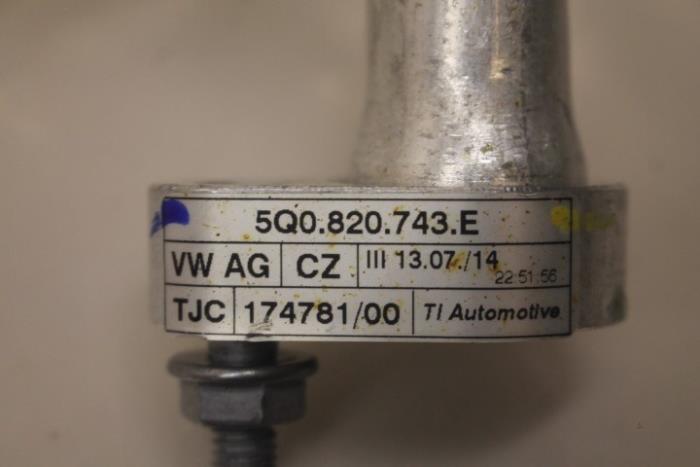 5Q0.820.743.E
VW AG CZ III 13.07./14 22:51:56
TJC 174781/00 TI Automotive